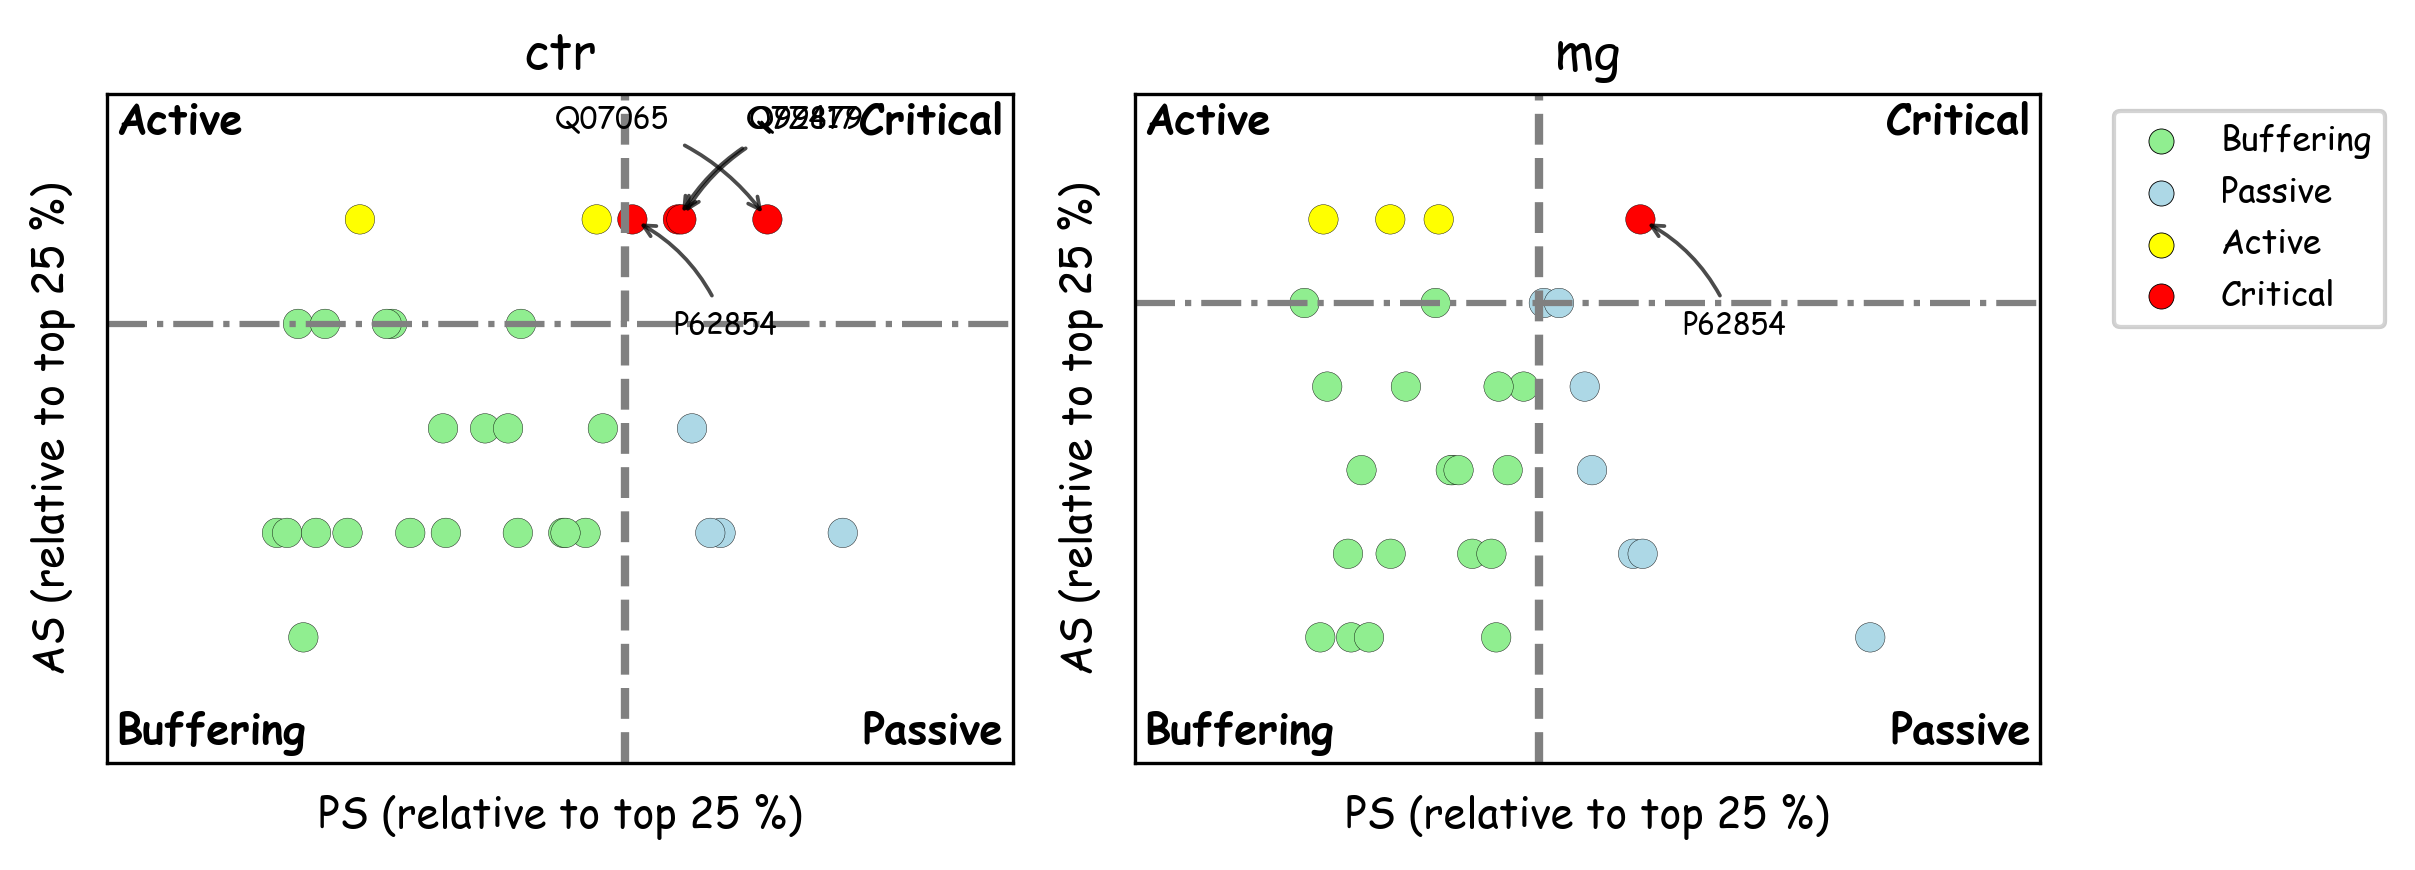 ctr
Active
Q07065
Critical
P62854
Buffering
Passive
AS (relative to top 25 %)
PS (relative to top 25 %)
mg
Active
Critical
P62854
Buffering
Passive
AS (relative to top 25 %)
PS (relative to top 25 %)
Buffering
Passive
Active
Critical